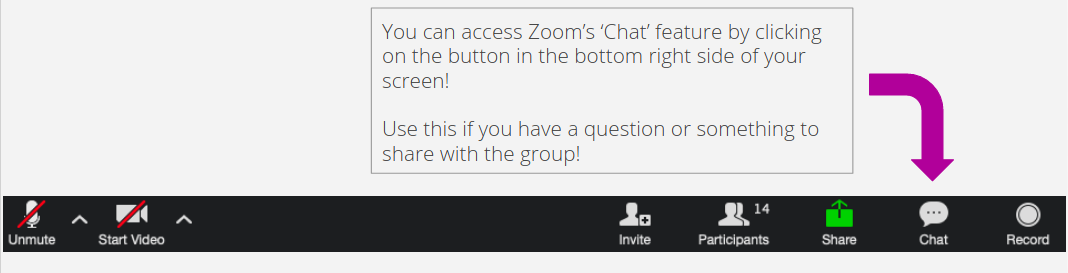 You can access Zoom’s ‘Chat’ feature by clicking
on the button in the bottom right side of your
screen!
Use this if you have a question or something to
share with the group!
14
Unmute
Start Video
Invite
Participants
Share
Chat
Record